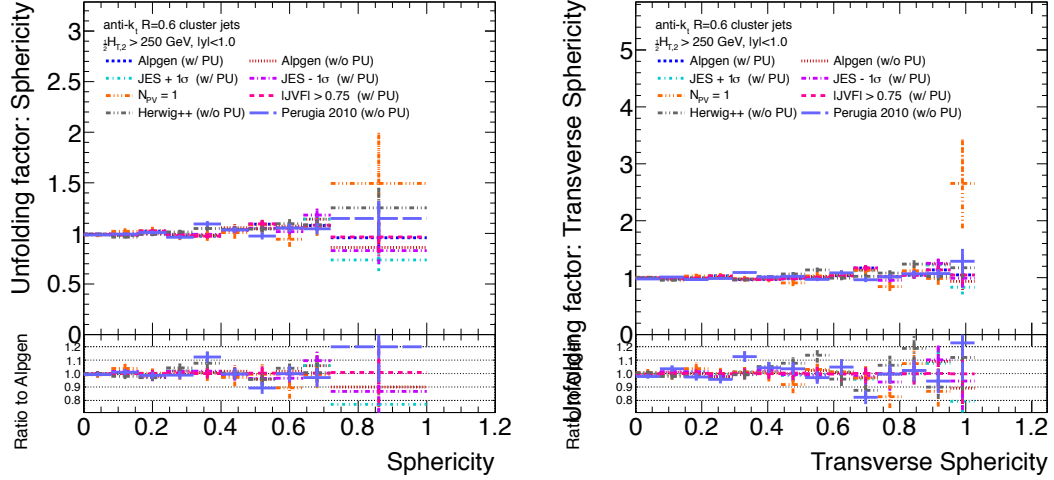 Unfolding factor: Sphericity
anti-k_t R=0.6 cluster jets
½H_T,2 > 250 GeV, |y|<1.0
Alpgen (w/ PU)
Alpgen (w/o PU)
JES + 1σ (w/ PU)
JES - 1σ (w/ PU)
N_PV = 1
|JVF| > 0.75 (w/ PU)
Herwig++ (w/o PU)
Perugia 2010 (w/o PU)
3
2.5
2
1.5
1
0.5
0
Ratio to Alpgen
1.2
1.1
1.0
0.9
0.8
0 0.2 0.4 0.6 0.8 1 1.2
Sphericity
Unfolding factor: Transverse Sphericity
anti-k_t R=0.6 cluster jets
½H_T,2 > 250 GeV, |y|<1.0
Alpgen (w/ PU)
Alpgen (w/o PU)
JES + 1σ (w/ PU)
JES - 1σ (w/ PU)
N_PV = 1
|JVF| > 0.75 (w/ PU)
Herwig++ (w/o PU)
Perugia 2010 (w/o PU)
5
4
3
2
1
0
Ratio to Alpgen
1.2
1.1
1.0
0.9
0.8
0 0.2 0.4 0.6 0.8 1 1.2
Transverse Sphericity